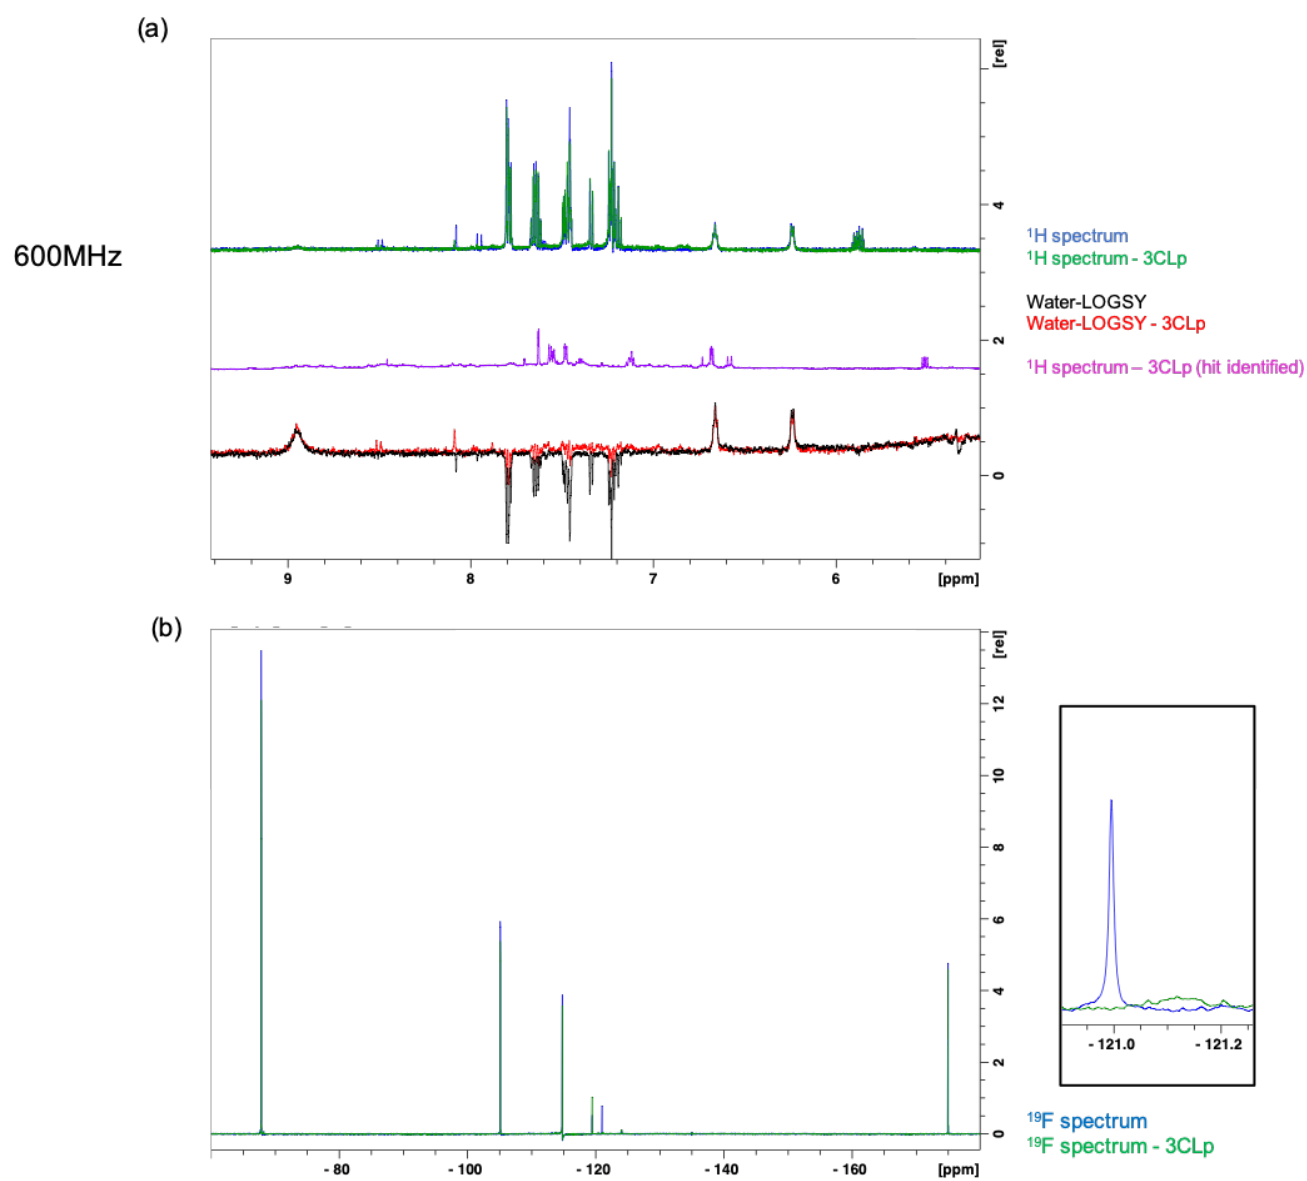 (a)
[rel]
4
2
0
600MHz
¹H spectrum
¹H spectrum - 3CLp
Water-LOGSY
Water-LOGSY - 3CLp
¹H spectrum – 3CLp (hit identified)
9 8 7 6 [ppm]
(b)
[rel]
12
10
8
6
4
2
0
- 121.0 - 121.2
¹⁹F spectrum
¹⁹F spectrum - 3CLp
- 80 - 100 - 120 - 140 - 160 [ppm]